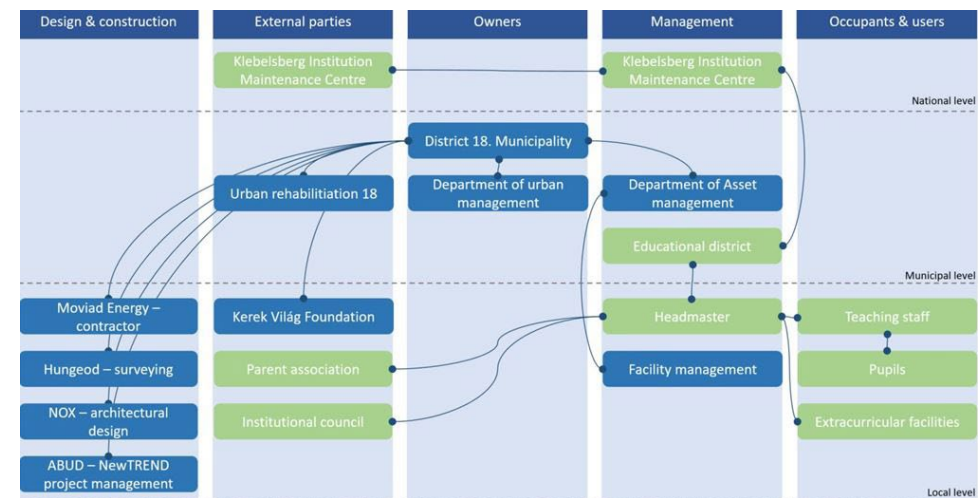 Design & construction
External parties
Owners
Management
Occupants & users
Klebelsberg Institution
Maintenance Centre
Klebelsberg Institution
Maintenance Centre
National level
District 18. Municipality
Urban rehabilitiation 18
Department of urban
management
Department of Asset
management
Educational district
Municipal level
Moviad Energy –
contractor
Kerek Világ Foundation
Headmaster
Teaching staff
Hungeod – surveying
Parent association
Facility management
Pupils
NOX – architectural
design
Institutional council
Extracurricular facilities
ABUD – NewTREND
project management
Local level